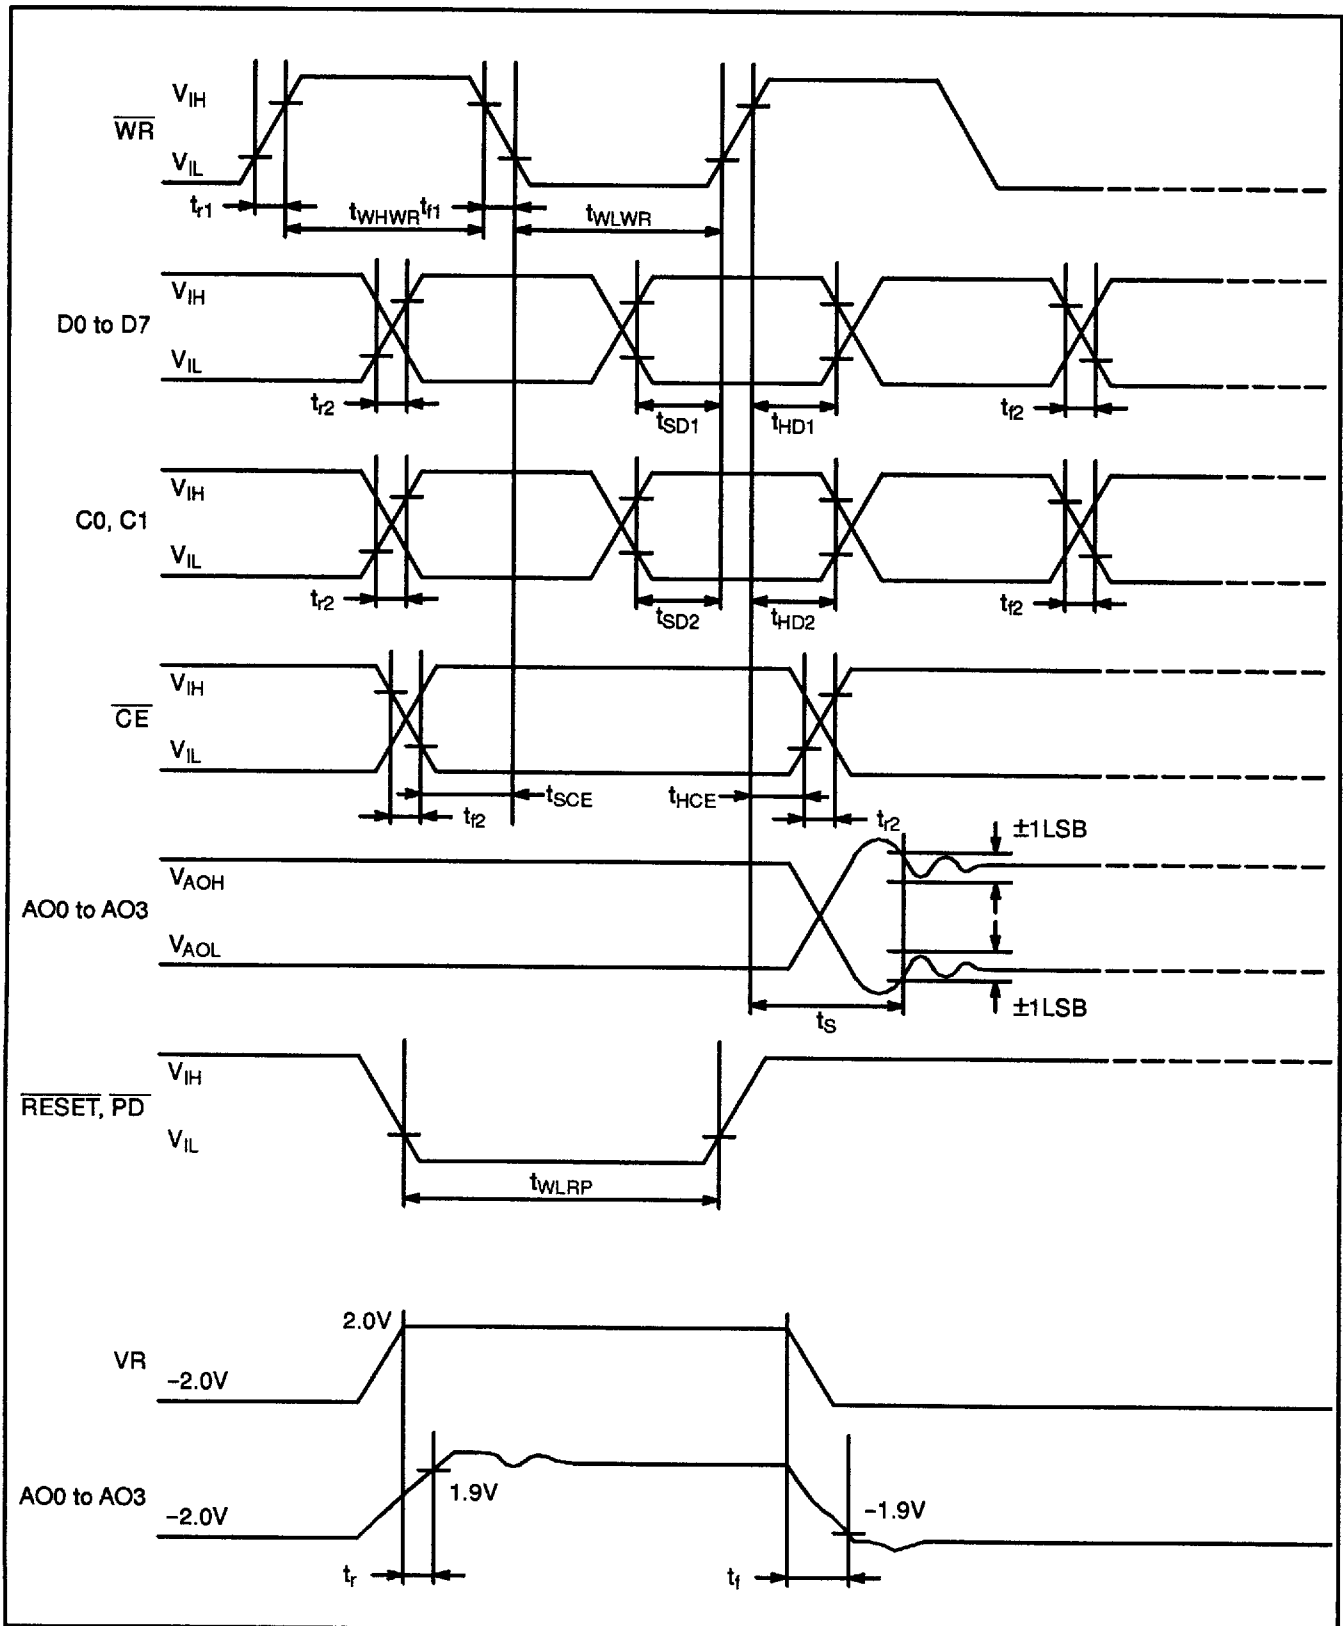 VIH
WR
VIL
tr1
tWHWR
tf1
tWLWR
VIH
D0 to D7
VIL
tr2
tSD1
tHD1
tf2
VIH
C0, C1
VIL
tr2
tSD2
tHD2
tf2
VIH
CE
VIL
tf2
tSCE
tHCE
tr2
±1LSB
VAOH
AO0 to AO3
VAOL
tS
±1LSB
VIH
RESET, PD
VIL
tWLRP
2.0V
VR
−2.0V
AO0 to AO3
−2.0V
1.9V
−1.9V
tr
tf